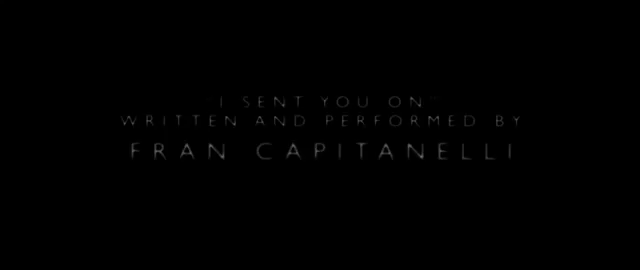 "I SENT YOU ON"
WRITTEN AND PERFORMED BY
FRAN CAPITANELLI